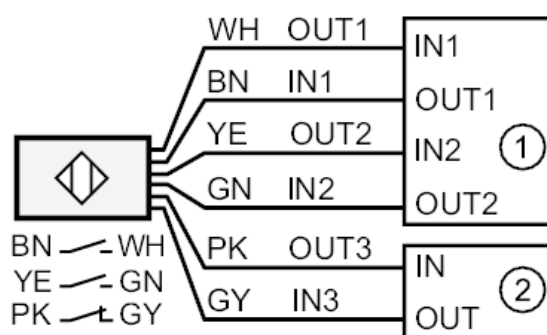 WH OUT1
IN1
BN IN1
OUT1
YE OUT2
IN2
1
GN IN2
OUT2
BN WH
YE GN
PK GY
PK OUT3
IN
2
GY IN3
OUT